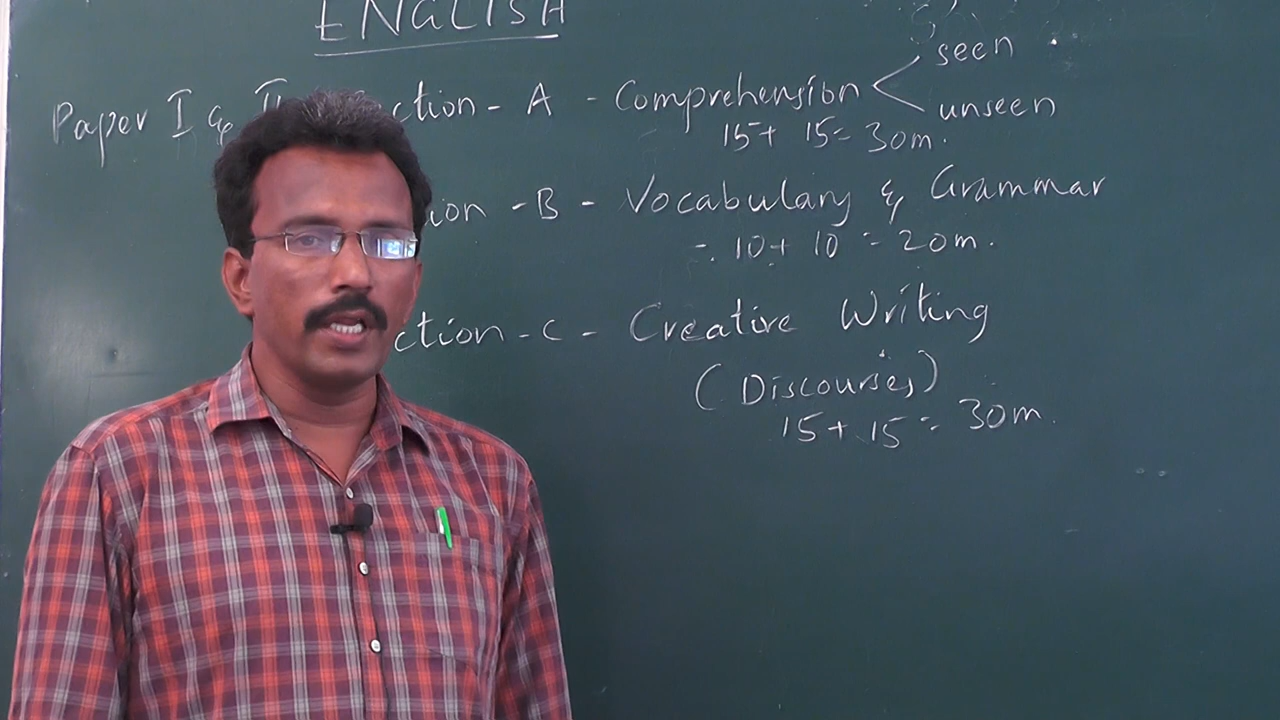 ENGLISH
seen
Paper I & II ction - A - Comprehension
unseen
15+ 15= 30m.
ion - B - Vocabulary & Grammar
= 10+ 10 = 20m.
ction - C - Creative Writing
(Discourses)
15+ 15 = 30m.